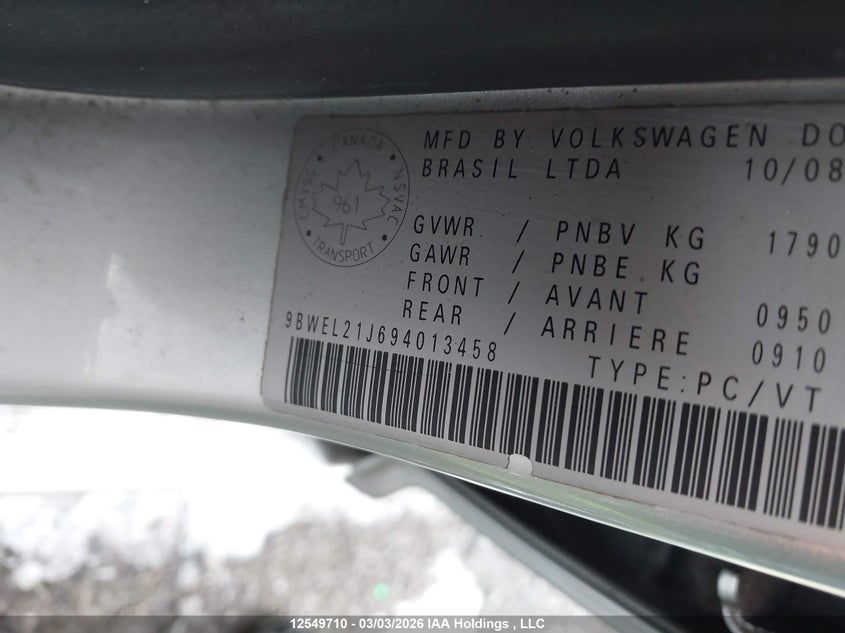 CANADA
CMVSS
NSVAC
961
TRANSPORT
MFD BY VOLKSWAGEN DO
BRASIL LTDA 10/08
GVWR / PNBV KG 1790
GAWR / PNBE KG
FRONT / AVANT 0950
REAR / ARRIERE 0910
9BWEL21J694013458
TYPE:PC/VT
12549710 - 03/03/2026 IAA Holdings , LLC